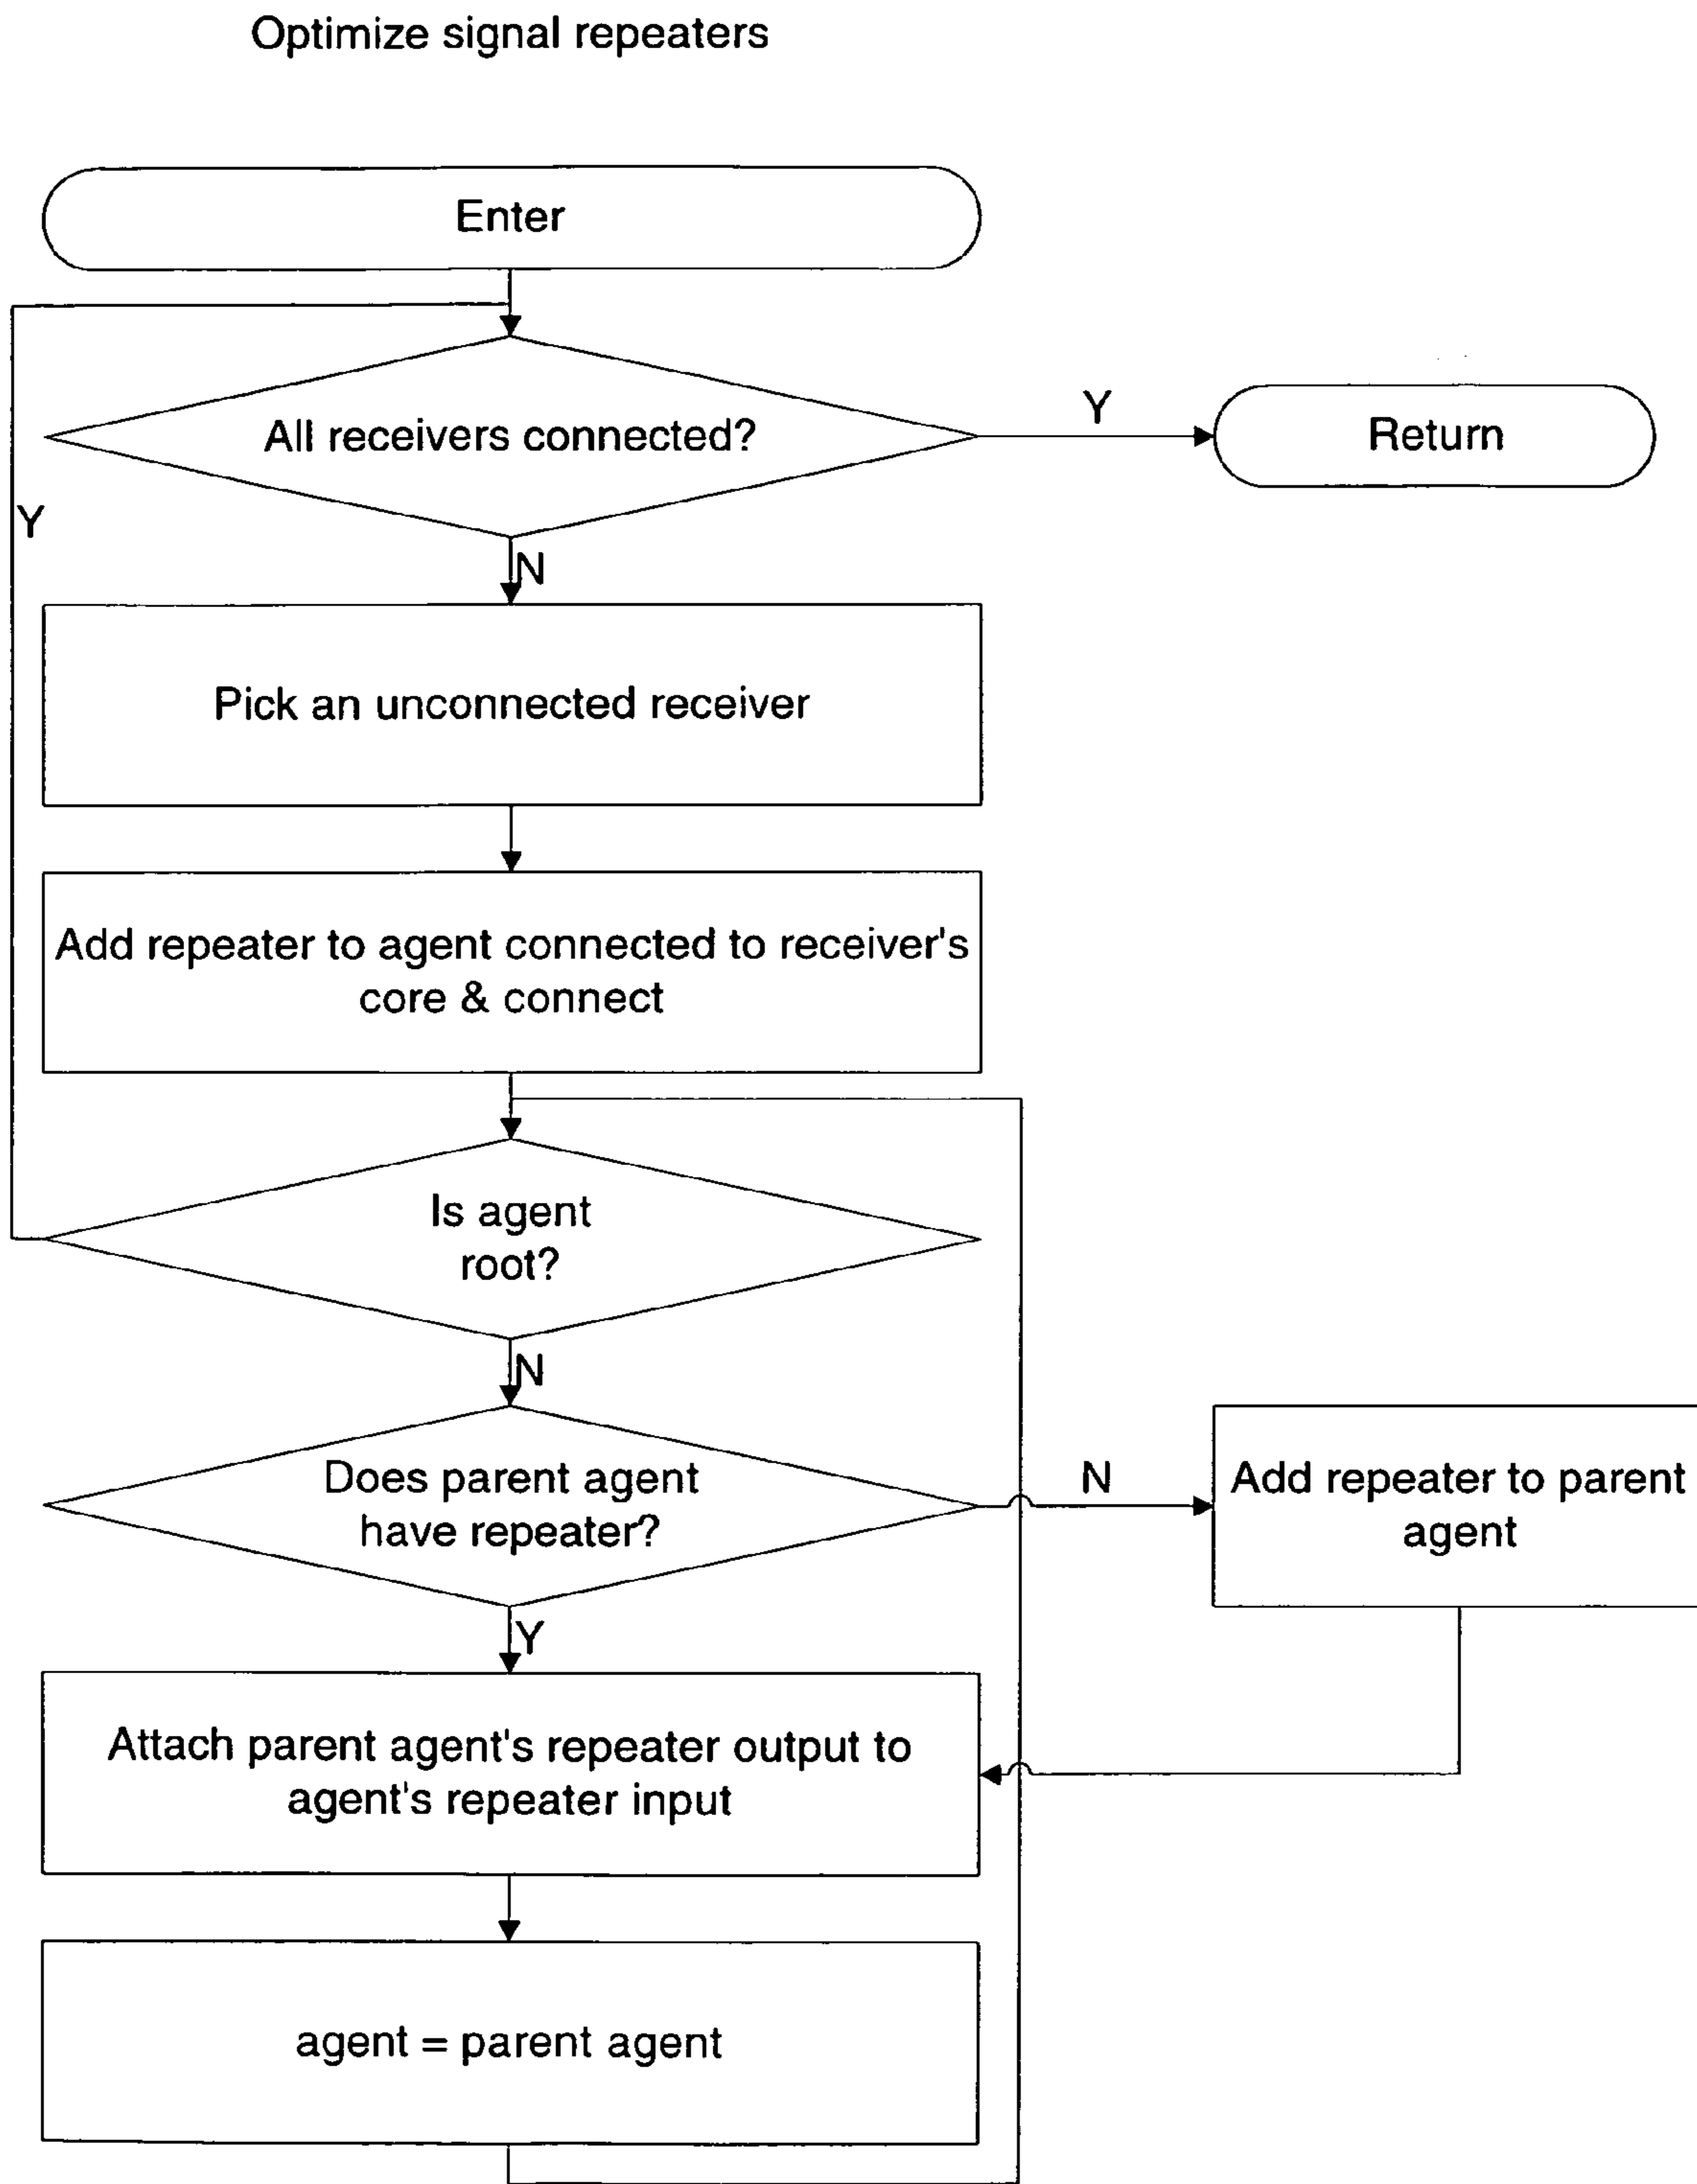 Optimize signal repeaters
Enter
All receivers connected?
Y
Return
Y
N
Pick an unconnected receiver
Add repeater to agent connected to receiver's
core & connect
Is agent
root?
N
Does parent agent
have repeater?
N
Add repeater to parent
agent
Y
Attach parent agent's repeater output to
agent's repeater input
agent = parent agent